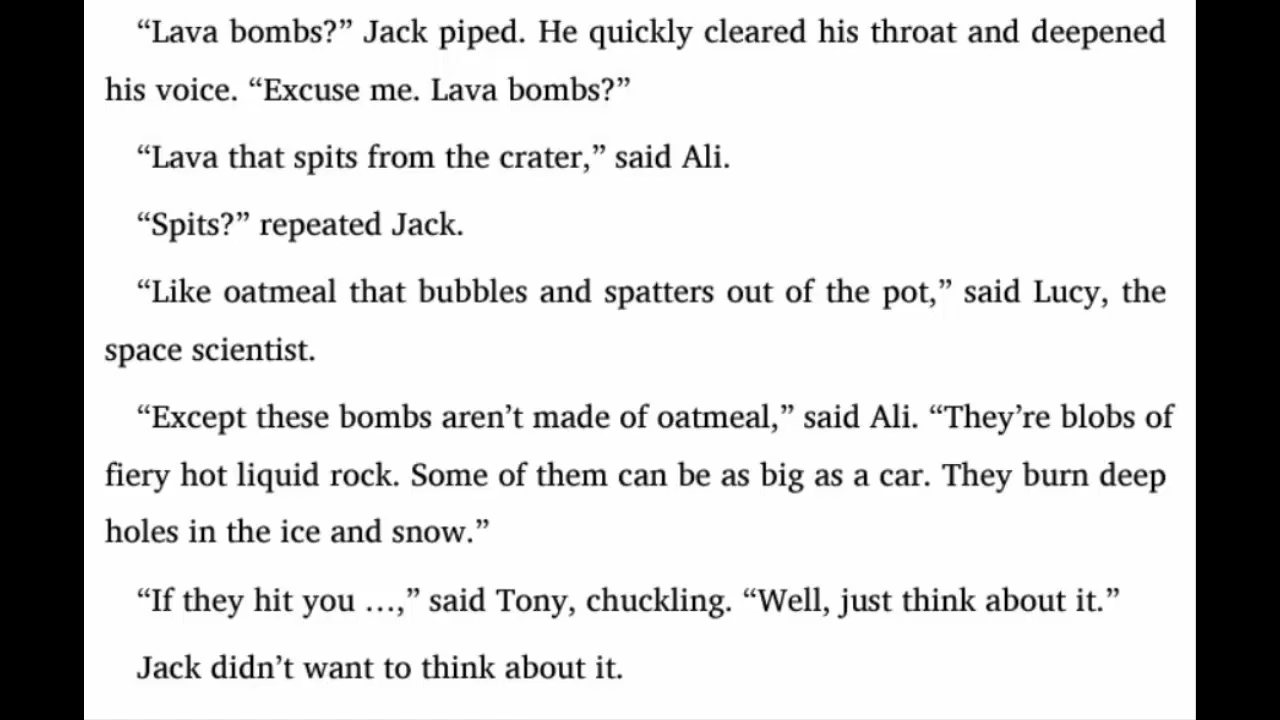 “Lava bombs?” Jack piped. He quickly cleared his throat and deepened
his voice. “Excuse me. Lava bombs?”
“Lava that spits from the crater,” said Ali.
“Spits?” repeated Jack.
“Like oatmeal that bubbles and spatters out of the pot,” said Lucy, the
space scientist.
“Except these bombs aren’t made of oatmeal,” said Ali. “They’re blobs of
fiery hot liquid rock. Some of them can be as big as a car. They burn deep
holes in the ice and snow.”
“If they hit you …,” said Tony, chuckling. “Well, just think about it.”
Jack didn’t want to think about it.